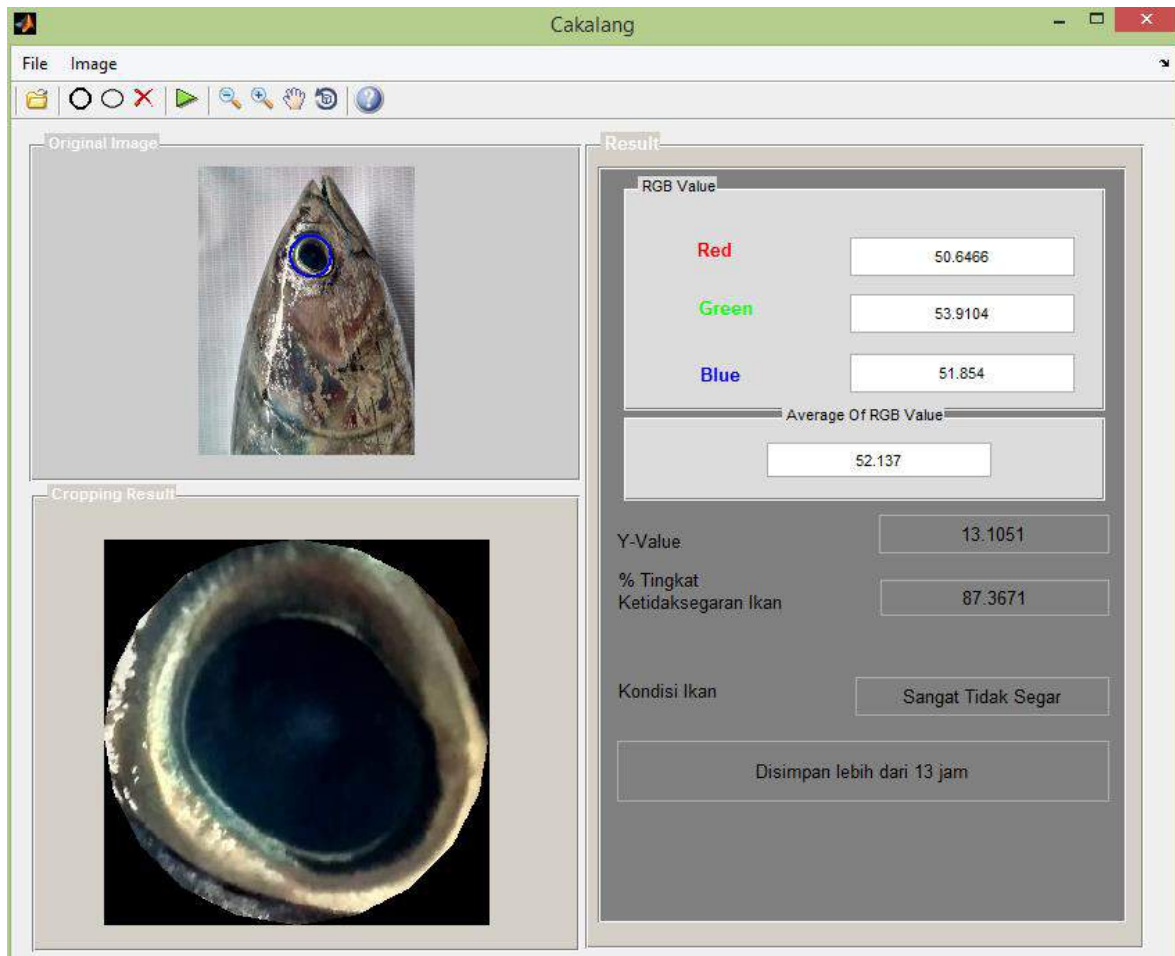 Cakalang
File Image
Original Image
Cropping Result
Result
RGB Value
Red 50.6466
Green 53.9104
Blue 51.854
Average Of RGB Value
52.137
Y-Value 13.1051
% Tingkat
Ketidaksegaran Ikan 87.3671
Kondisi Ikan Sangat Tidak Segar
Disimpan lebih dari 13 jam